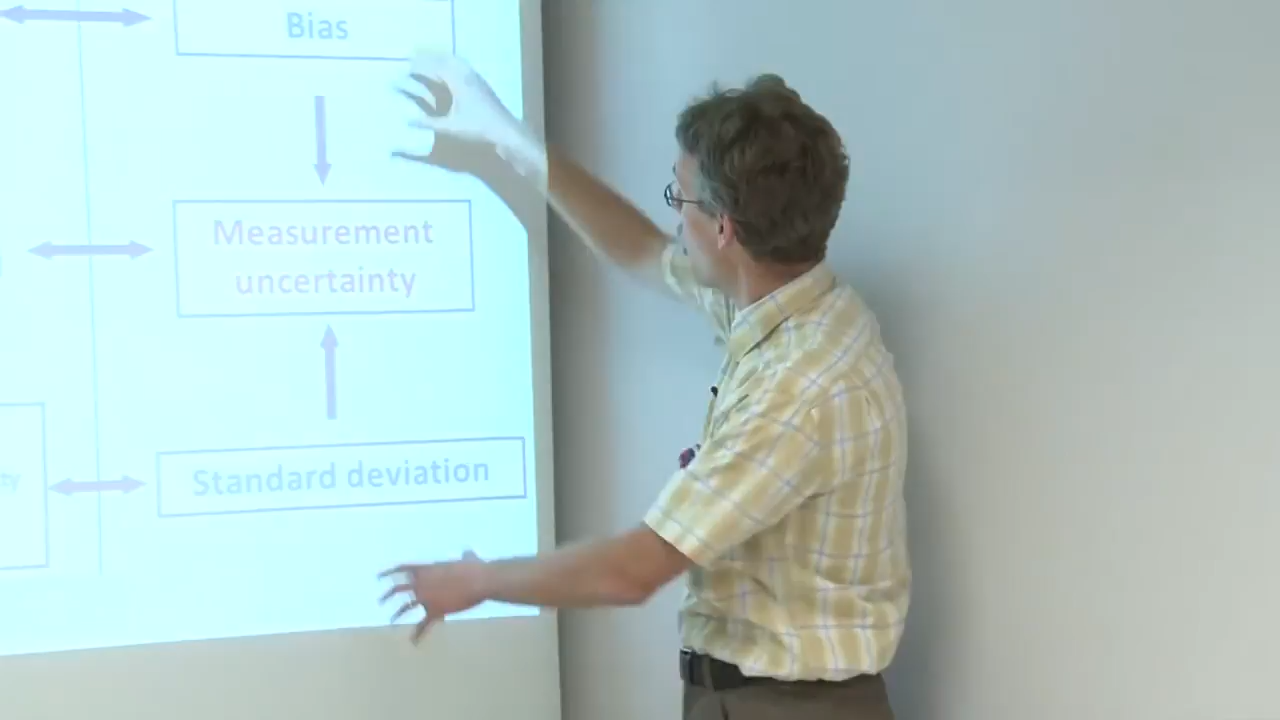 Bias
Measurement
uncertainty
Standard deviation